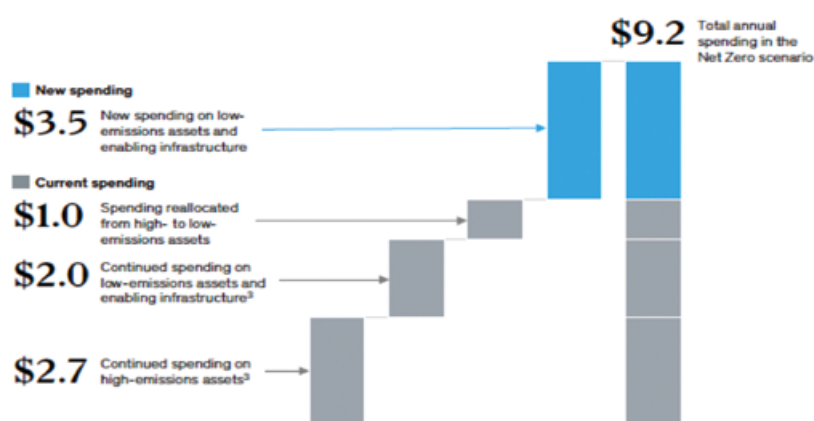 $9.2 Total annual
spending in the
Net Zero scenario
New spending
$3.5 New spending on low-
emissions assets and
enabling infrastructure
Current spending
$1.0 Spending reallocated
from high- to low-
emissions assets
$2.0 Continued spending on
low-emissions assets and
enabling infrastructure³
$2.7 Continued spending on
high-emissions assets³